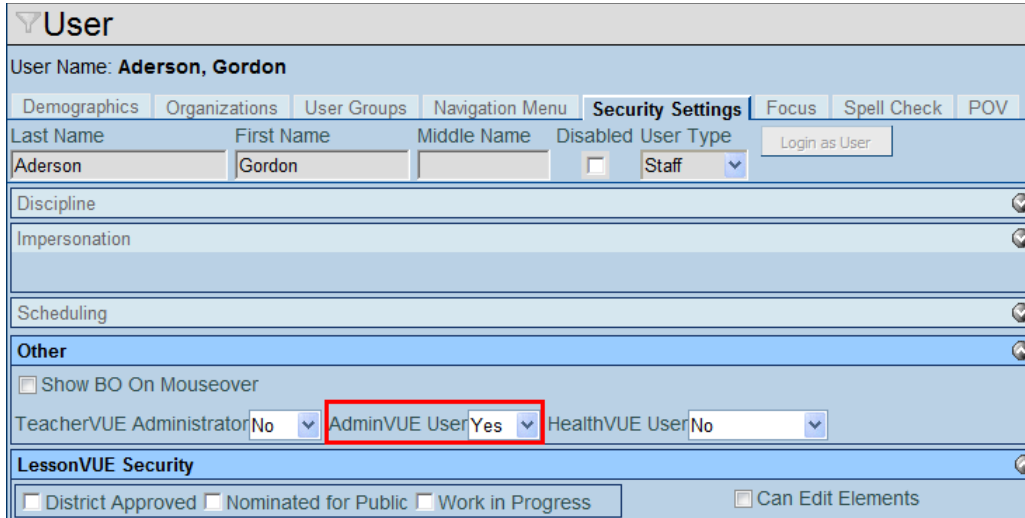 User
User Name: Aderson, Gordon
Demographics Organizations User Groups Navigation Menu Security Settings Focus Spell Check POV
Last Name First Name Middle Name Disabled User Type Login as User
Aderson Gordon Staff
Discipline
Impersonation
Scheduling
Other
Show BO On Mouseover
TeacherVUE Administrator No AdminVUE User Yes HealthVUE User No
LessonVUE Security
District Approved Nominated for Public Work in Progress Can Edit Elements